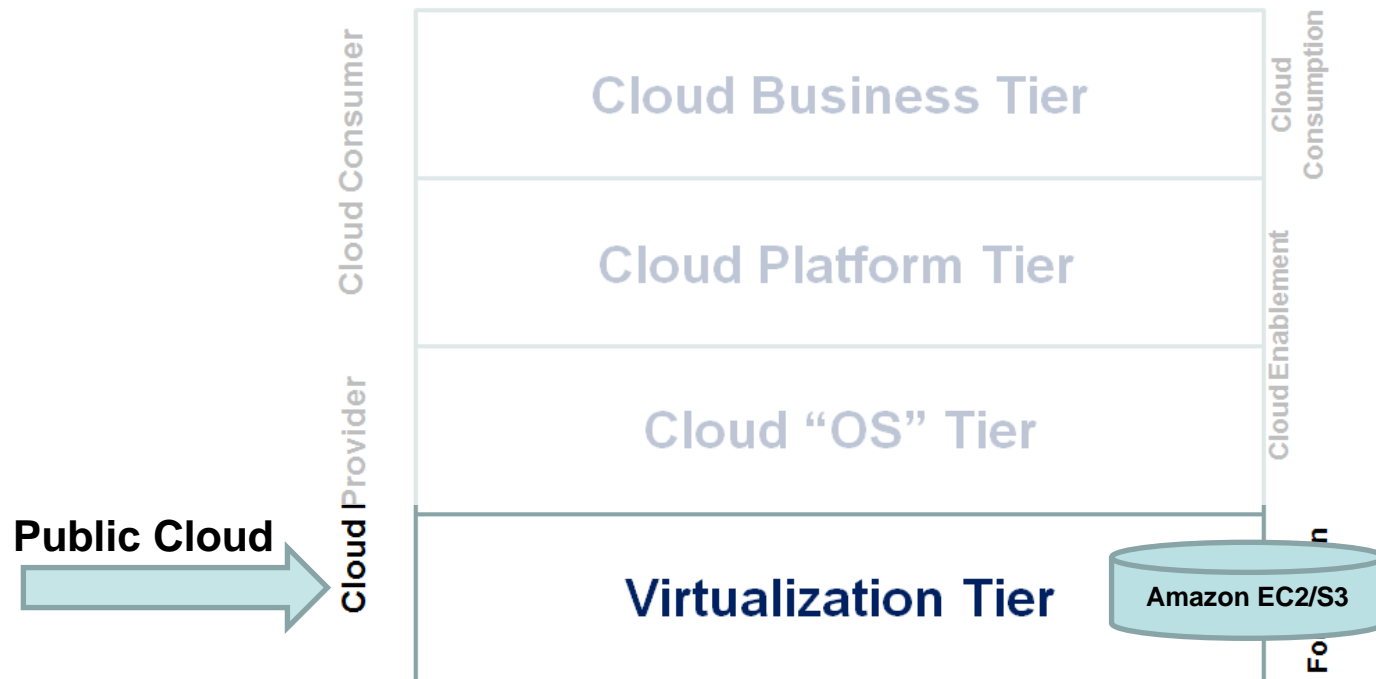 Cloud Consumer
Cloud Business Tier
Cloud
Consumption
Cloud Platform Tier
Cloud Enablement
Cloud Provider
Cloud “OS” Tier
Public Cloud
Virtualization Tier
Amazon EC2/S3